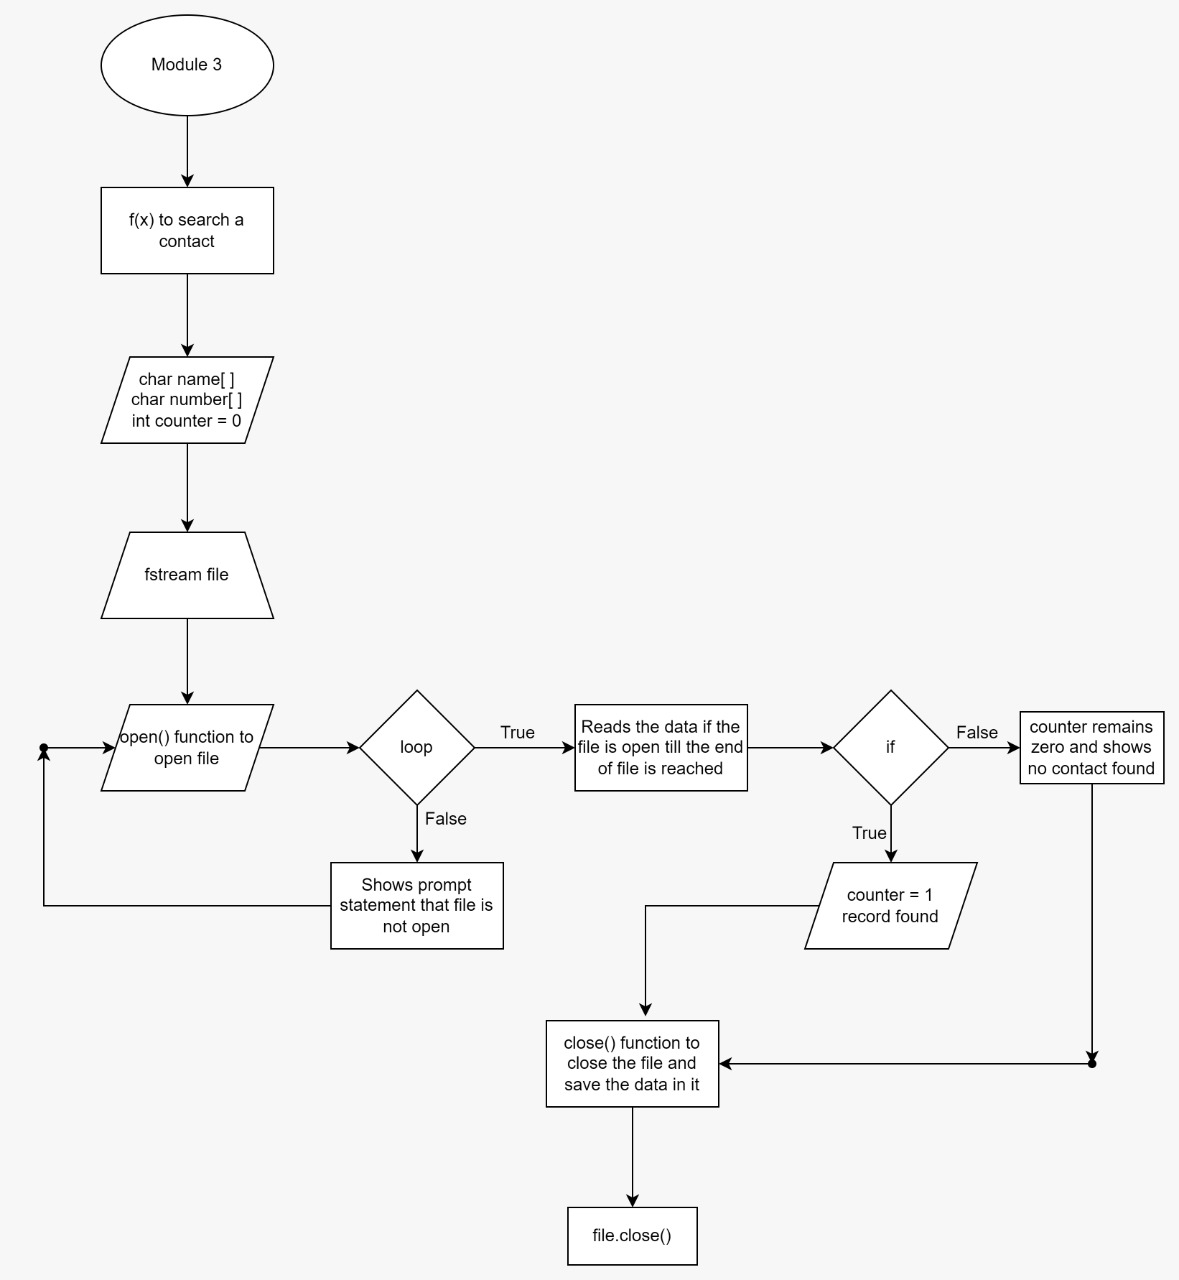 Module 3
f(x) to search a
contact
char name[ ]
char number[ ]
int counter = 0
fstream file
open() function to
open file
loop
True
False
Reads the data if the
file is open till the end
of file is reached
if
False
True
counter remains
zero and shows
no contact found
Shows prompt
statement that file is
not open
counter = 1
record found
close() function to
close the file and
save the data in it
file.close()